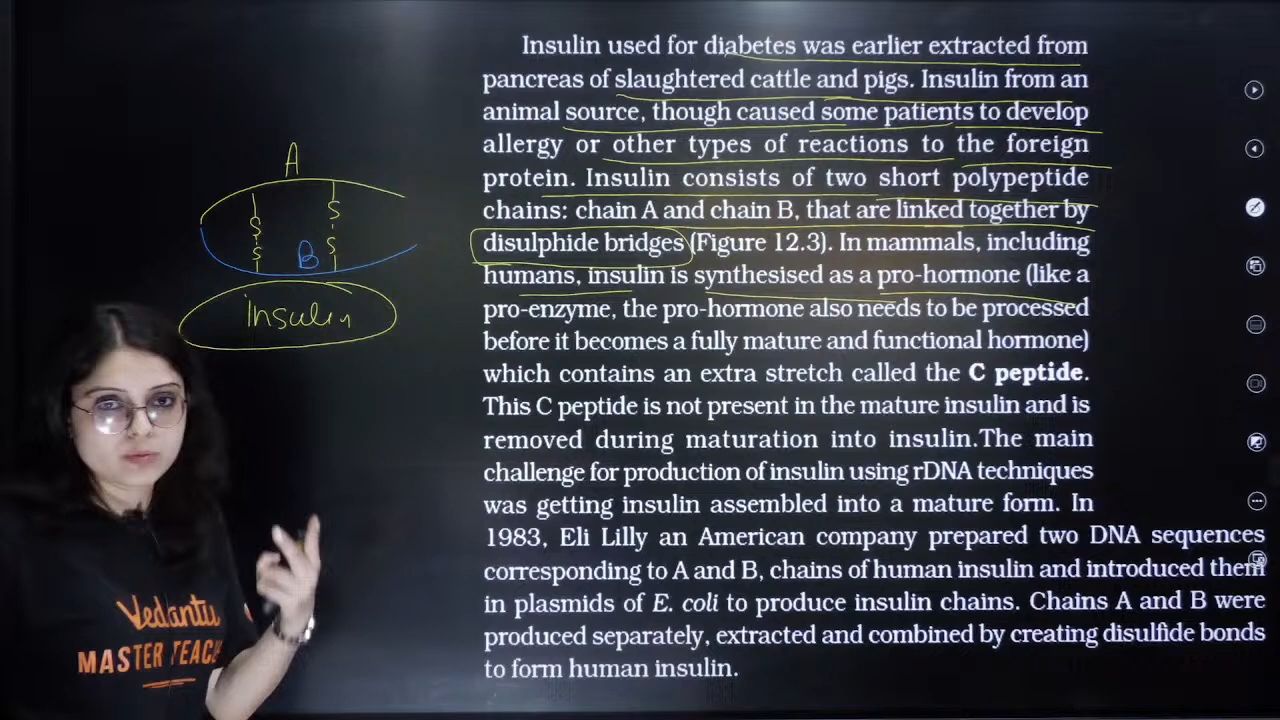 Insulin used for diabetes was earlier extracted from
pancreas of slaughtered cattle and pigs. Insulin from an
animal source, though caused some patients to develop
allergy or other types of reactions to the foreign
protein. Insulin consists of two short polypeptide
chains: chain A and chain B, that are linked together by
disulphide bridges (Figure 12.3). In mammals, including
humans, insulin is synthesised as a pro-hormone (like a
pro-enzyme, the pro-hormone also needs to be processed
before it becomes a fully mature and functional hormone)
which contains an extra stretch called the C peptide.
This C peptide is not present in the mature insulin and is
removed during maturation into insulin.The main
challenge for production of insulin using rDNA techniques
was getting insulin assembled into a mature form. In
1983, Eli Lilly an American company prepared two DNA sequences
corresponding to A and B, chains of human insulin and introduced them
in plasmids of E. coli to produce insulin chains. Chains A and B were
produced separately, extracted and combined by creating disulfide bonds
to form human insulin.
A
S S
S S
B
Insulin
Vedantu
MASTER TEACH